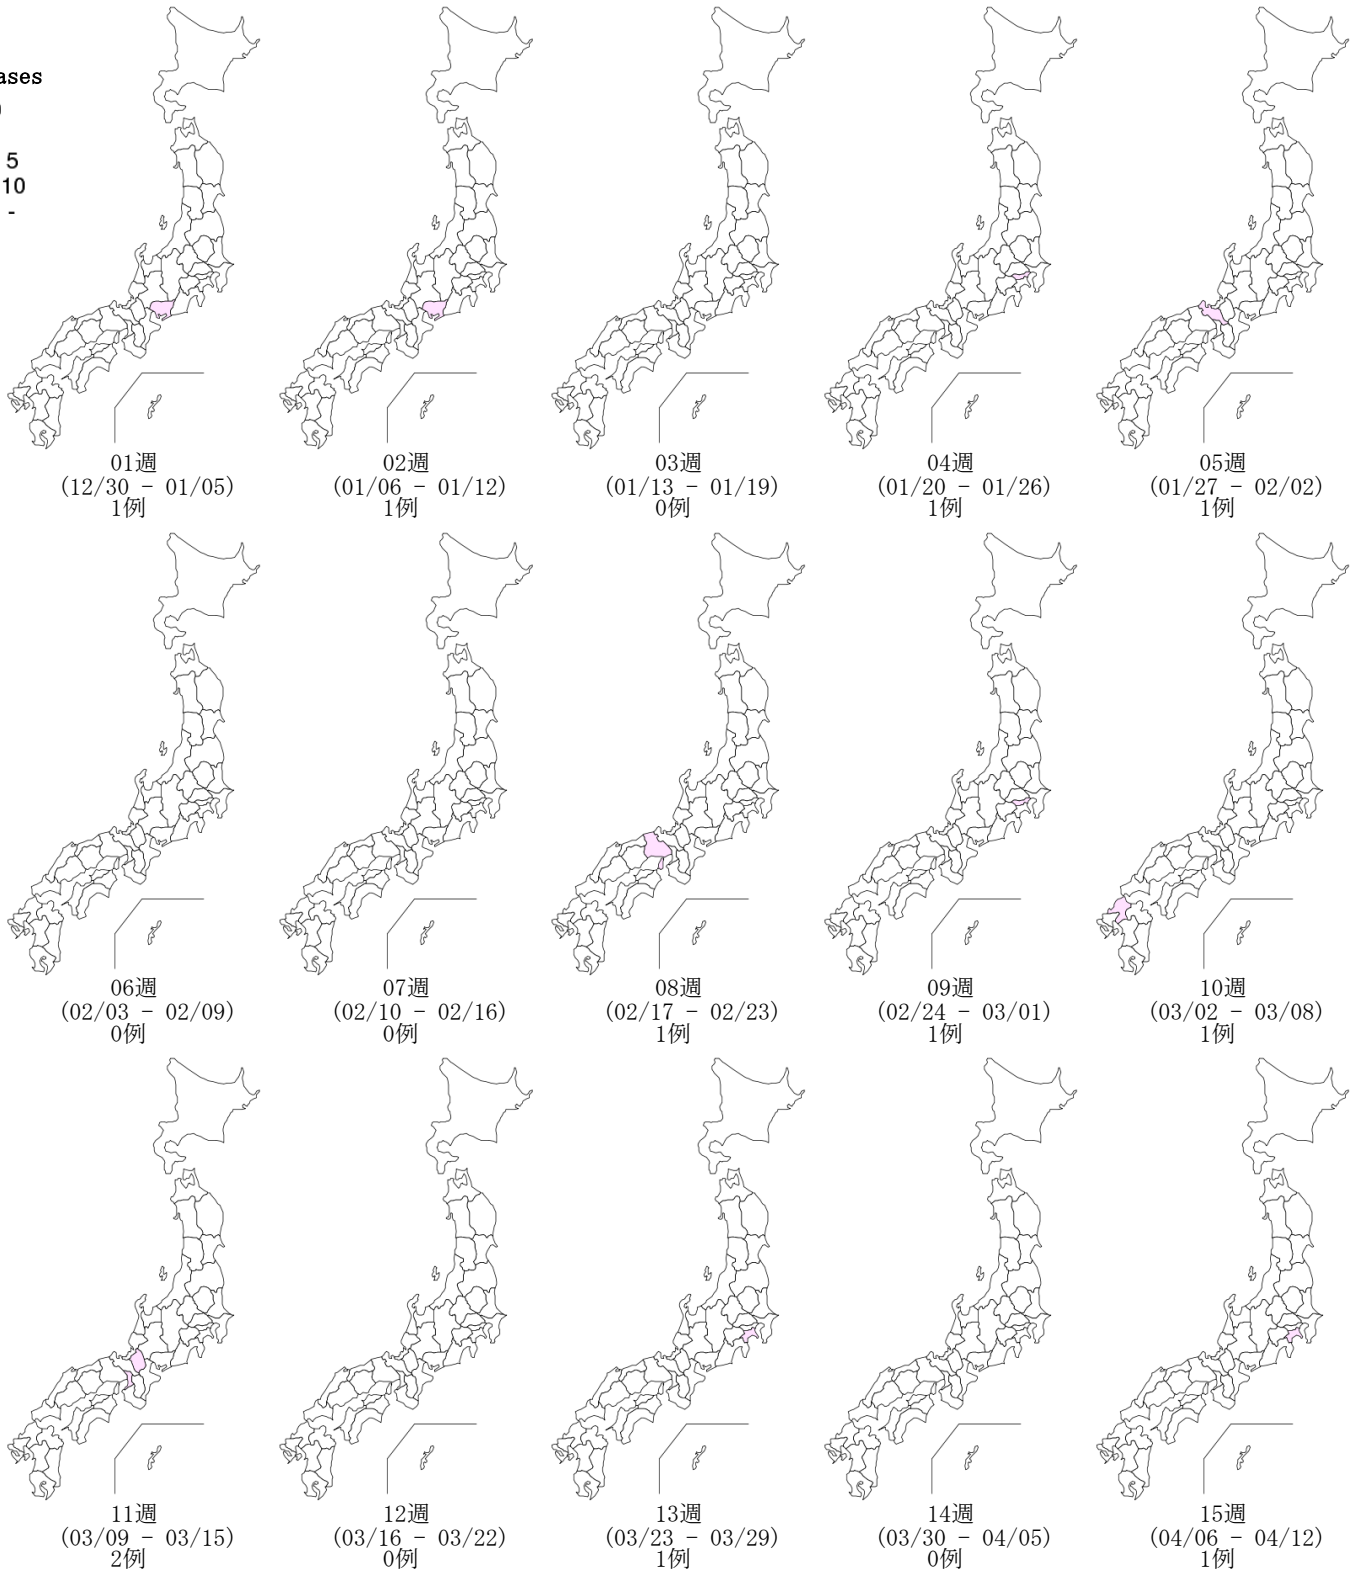 ases
5
10
-
01週
(12/30 - 01/05)
1例
02週
(01/06 - 01/12)
1例
03週
(01/13 - 01/19)
0例
04週
(01/20 - 01/26)
1例
05週
(01/27 - 02/02)
1例
06週
(02/03 - 02/09)
0例
07週
(02/10 - 02/16)
0例
08週
(02/17 - 02/23)
1例
09週
(02/24 - 03/01)
1例
10週
(03/02 - 03/08)
1例
11週
(03/09 - 03/15)
2例
12週
(03/16 - 03/22)
0例
13週
(03/23 - 03/29)
1例
14週
(03/30 - 04/05)
0例
15週
(04/06 - 04/12)
1例